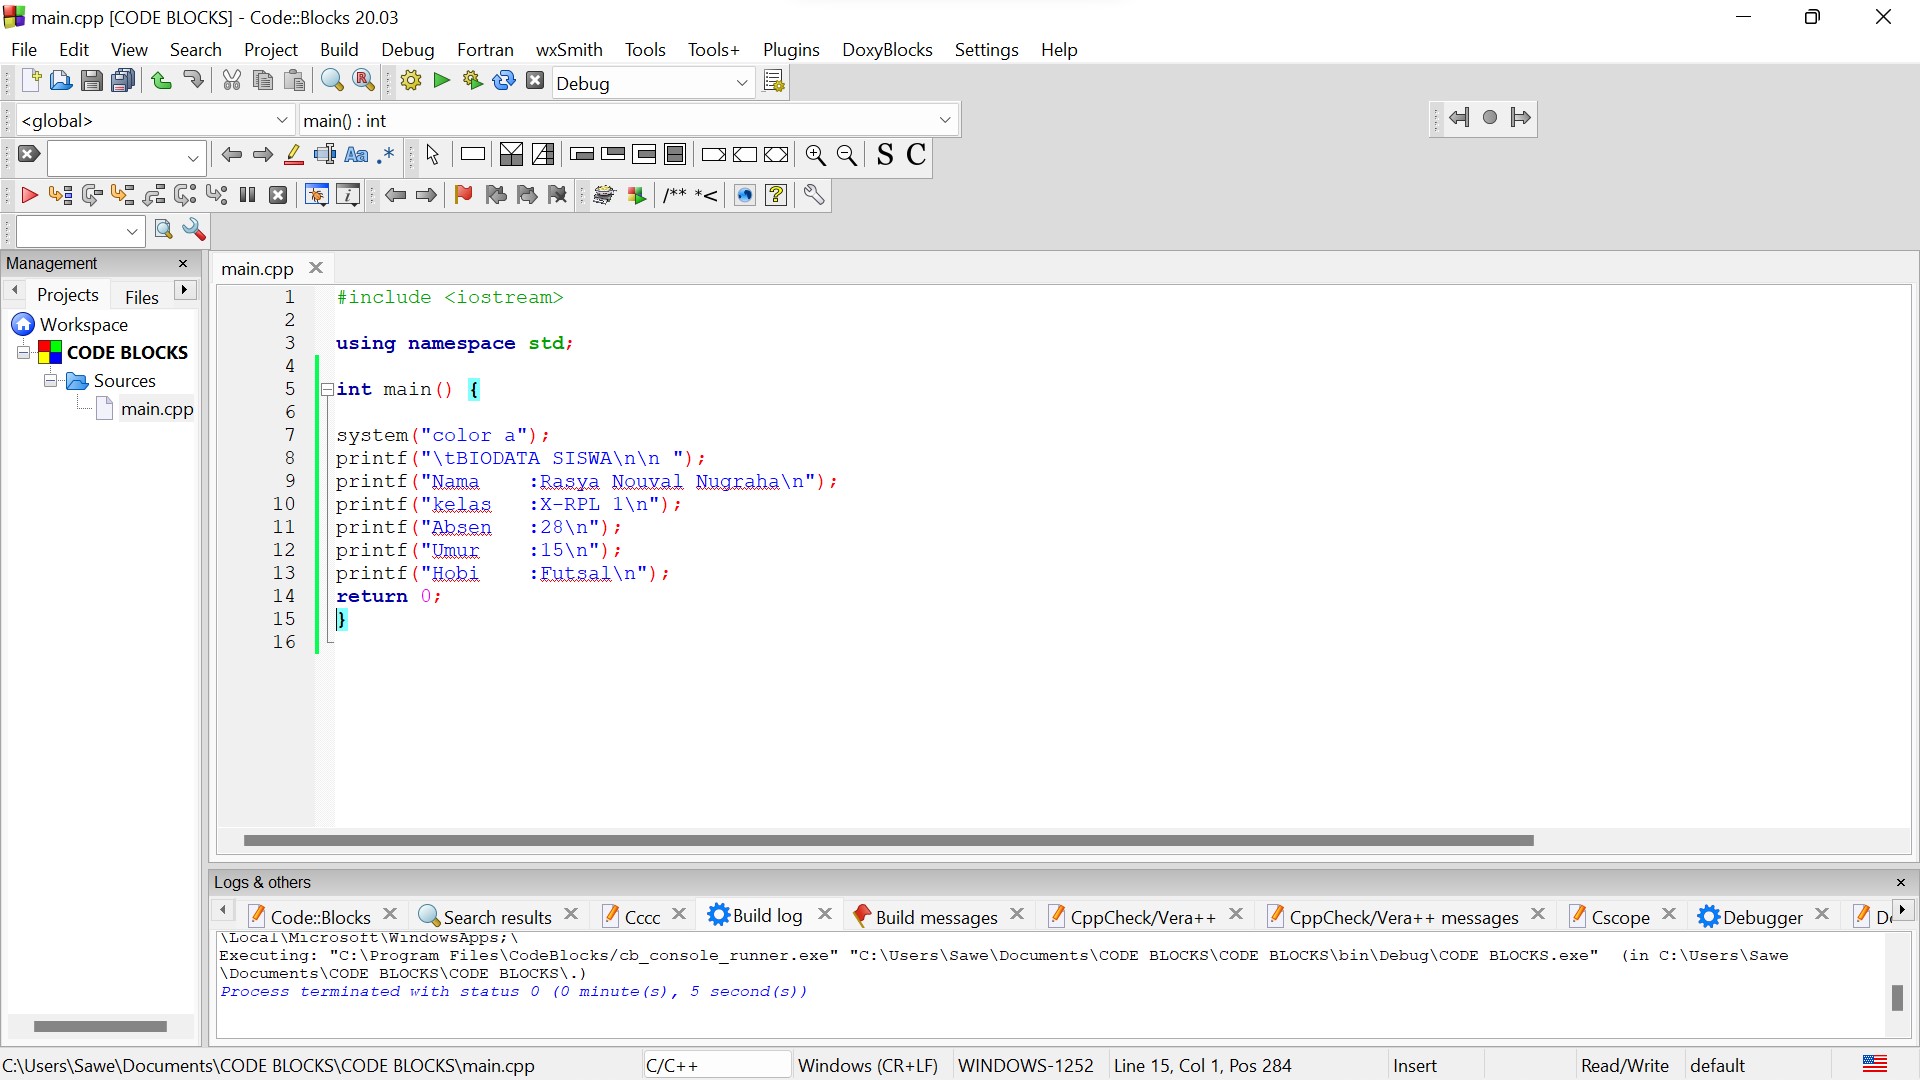 main.cpp [CODE BLOCKS] - Code::Blocks 20.03
File Edit View Search Project Build Debug Fortran wxSmith Tools Tools+ Plugins DoxyBlocks Settings Help
Debug
<global> main() : int
Aa .* S C
/** *<
Management
main.cpp
Projects Files
Workspace
CODE BLOCKS
Sources
main.cpp
1 #include <iostream>
2
3 using namespace std;
4
5 int main() {
6
7 system("color a");
8 printf("\tBIODATA SISWA\n\n ");
9 printf("Nama    :Rasya Nouval Nugraha\n");
10 printf("kelas   :X-RPL 1\n");
11 printf("Absen   :28\n");
12 printf("Umur    :15\n");
13 printf("Hobi    :Futsal\n");
14 return 0;
15 }
16
Logs & others
Code::Blocks Search results Cccc Build log Build messages CppCheck/Vera++ CppCheck/Vera++ messages Cscope Debugger
\Local\Microsoft\WindowsApps;\
Executing: "C:\Program Files\CodeBlocks/cb_console_runner.exe" "C:\Users\Sawe\Documents\CODE BLOCKS\CODE BLOCKS\bin\Debug\CODE BLOCKS.exe"  (in C:\Users\Sawe
\Documents\CODE BLOCKS\CODE BLOCKS\.)
Process terminated with status 0 (0 minute(s), 5 second(s))
C:\Users\Sawe\Documents\CODE BLOCKS\CODE BLOCKS\main.cpp C/C++ Windows (CR+LF) WINDOWS-1252 Line 15, Col 1, Pos 284 Insert Read/Write default